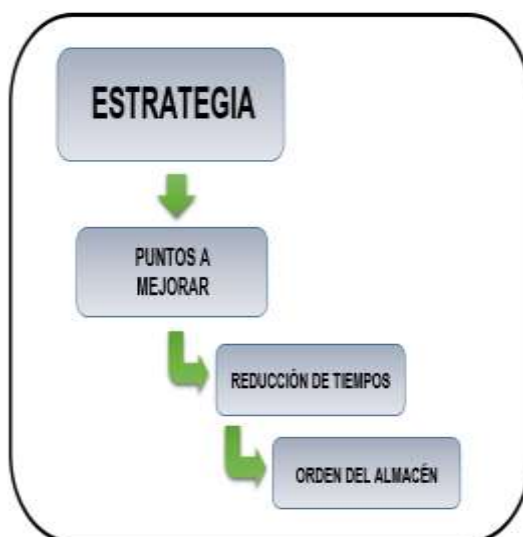 ESTRATEGIA
PUNTOS A
MEJORAR
REDUCCIÓN DE TIEMPOS
ORDEN DEL ALMACÉN